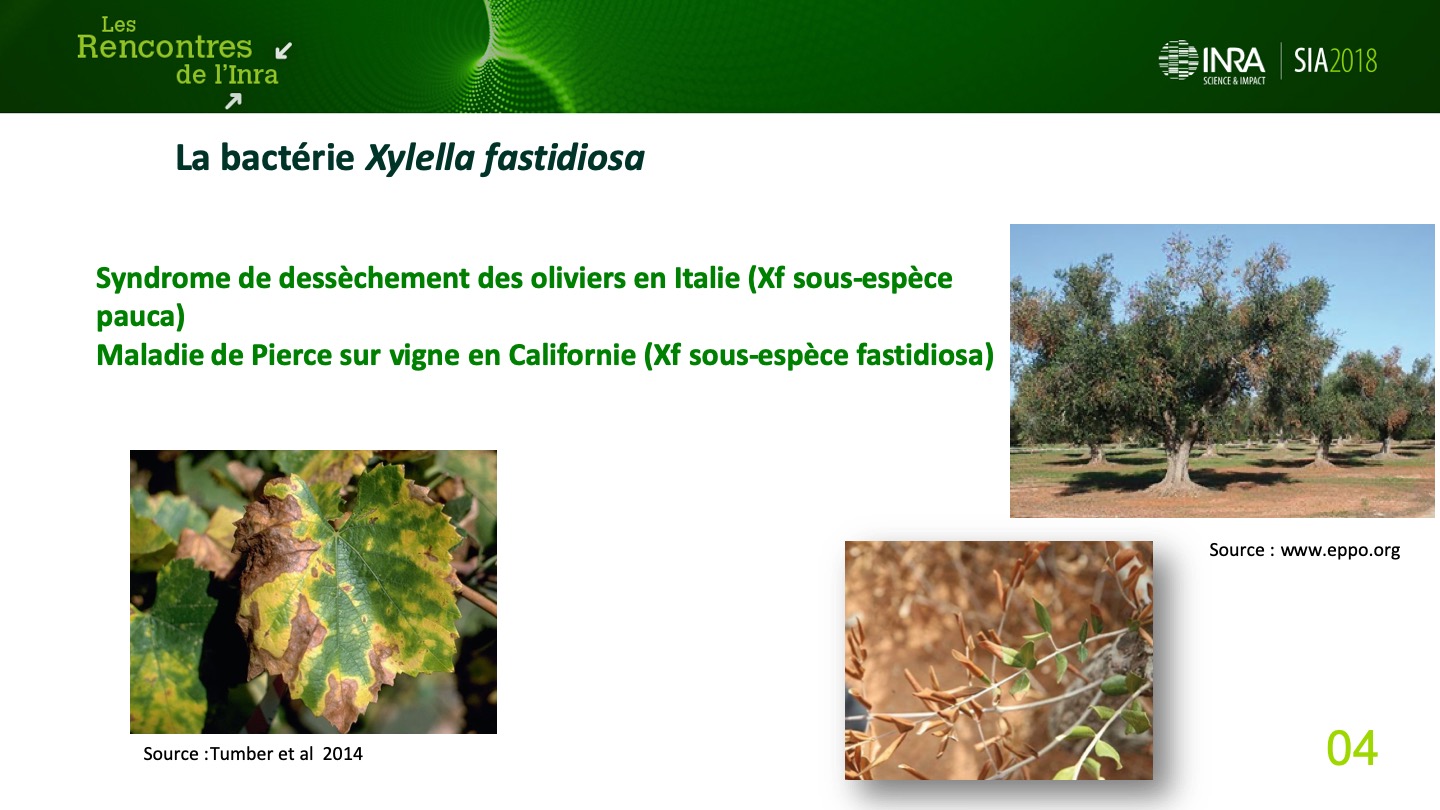 Les
Rencontres
de l'Inra
INRA
SCIENCE & IMPACT
SIA2018
La bactérie Xylella fastidiosa
Syndrome de dessèchement des oliviers en Italie (Xf sous-espèce
pauca)
Maladie de Pierce sur vigne en Californie (Xf sous-espèce fastidiosa)
Source : www.eppo.org
Source :Tumber et al 2014
04